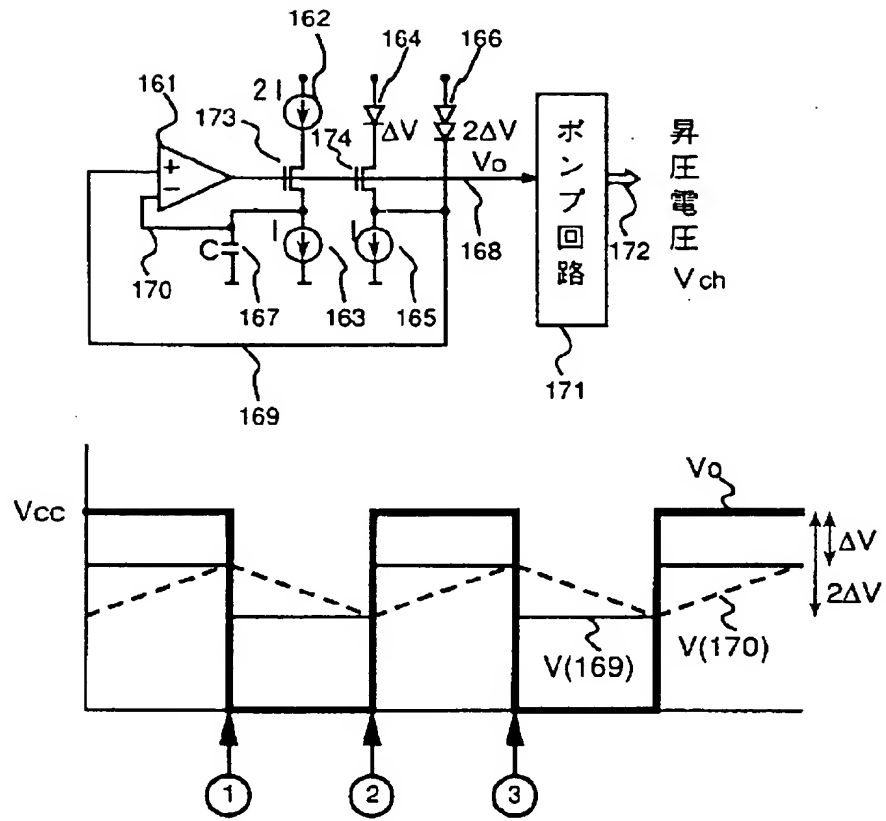 162
164
166
161
2I
173
174
ΔV
2ΔV
Vo
+
−
I
I
C
170
167
163
165
168
169
ポンプ回路
171
172
昇圧電圧
Vch
Vcc
Vo
ΔV
2ΔV
V(169)
V(170)
①
②
③